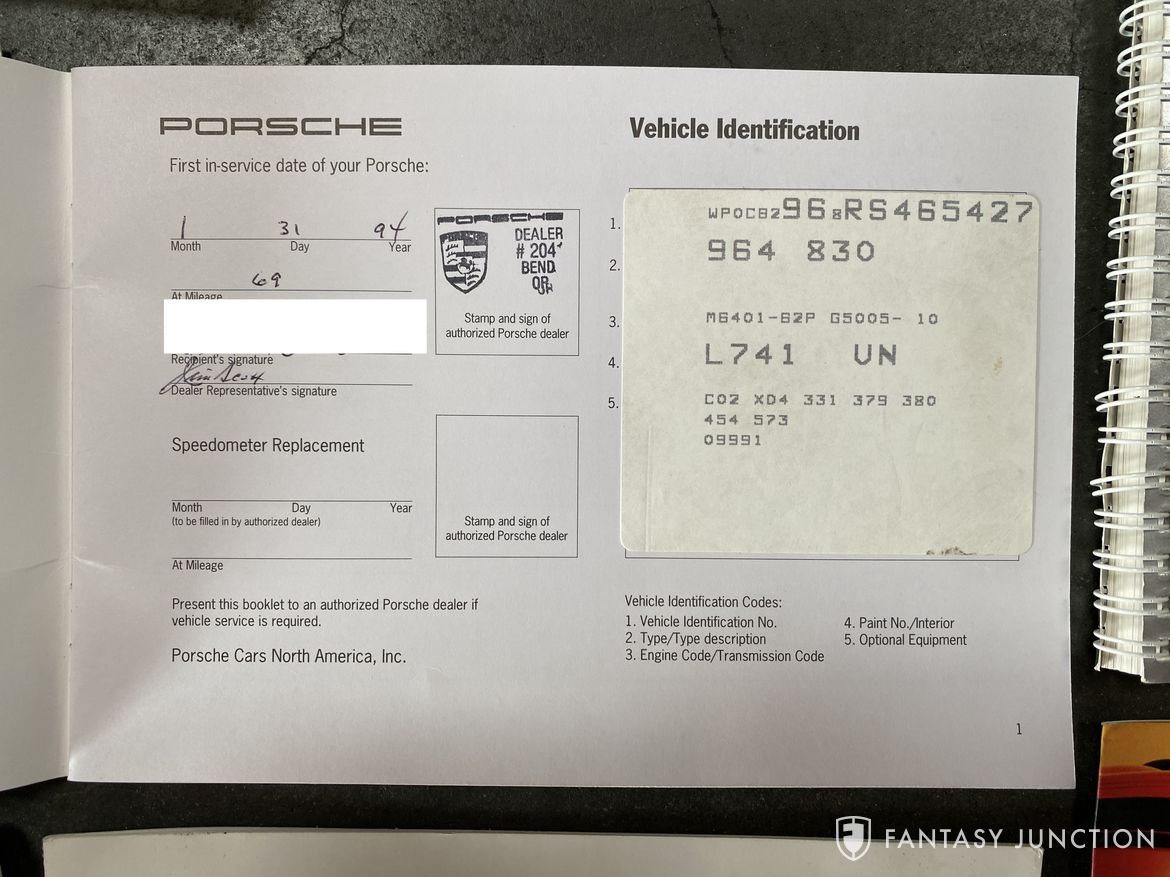 PORSCHE
First in-service date of your Porsche:
1 31 94
Month Day Year
69
At Mileage
Recipient's signature
Dealer Representative's signature
PORSCHE
DEALER
# 204
BEND
OR
Stamp and sign of
authorized Porsche dealer
Speedometer Replacement
Month Day Year
(to be filled in by authorized dealer)
At Mileage
Stamp and sign of
authorized Porsche dealer
Present this booklet to an authorized Porsche dealer if
vehicle service is required.
Porsche Cars North America, Inc.
Vehicle Identification
1. WP0CB2968RS465427
2. 964 830
3. M6401-62P G5005- 10
4. L741 UN
5. C02 XD4 331 379 380
454 573
09991
Vehicle Identification Codes:
1. Vehicle Identification No.
2. Type/Type description
3. Engine Code/Transmission Code
4. Paint No./Interior
5. Optional Equipment
1
FANTASY JUNCTION